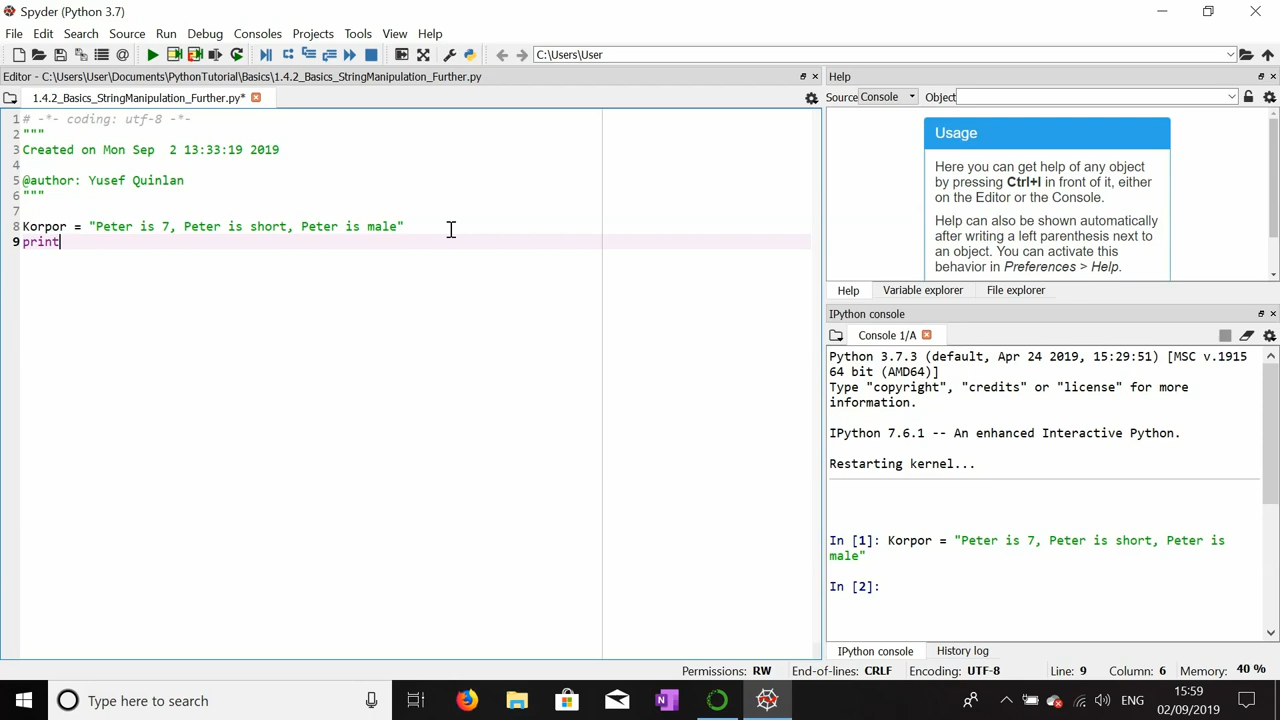 Spyder (Python 3.7)
File Edit Search Source Run Debug Consoles Projects Tools View Help
C:\Users\User
Editor - C:\Users\User\Documents\PythonTutorial\Basics\1.4.2_Basics_StringManipulation_Further.py
1.4.2_Basics_StringManipulation_Further.py*
1 # -*- coding: utf-8 -*-
2 """
3 Created on Mon Sep  2 13:33:19 2019
4
5 @author: Yusef Quinlan
6 """
7
8 Korpor = "Peter is 7, Peter is short, Peter is male"
9 print
Help
Source Console Object
Usage
Here you can get help of any object
by pressing Ctrl+I in front of it, either
on the Editor or the Console.
Help can also be shown automatically
after writing a left parenthesis next to
an object. You can activate this
behavior in Preferences > Help.
Help Variable explorer File explorer
IPython console
Console 1/A
Python 3.7.3 (default, Apr 24 2019, 15:29:51) [MSC v.1915
64 bit (AMD64)]
Type "copyright", "credits" or "license" for more
information.
IPython 7.6.1 -- An enhanced Interactive Python.
Restarting kernel...
In [1]: Korpor = "Peter is 7, Peter is short, Peter is
male"
In [2]:
IPython console History log
Permissions: RW End-of-lines: CRLF Encoding: UTF-8 Line: 9 Column: 6 Memory: 40 %
Type here to search
ENG
15:59
02/09/2019